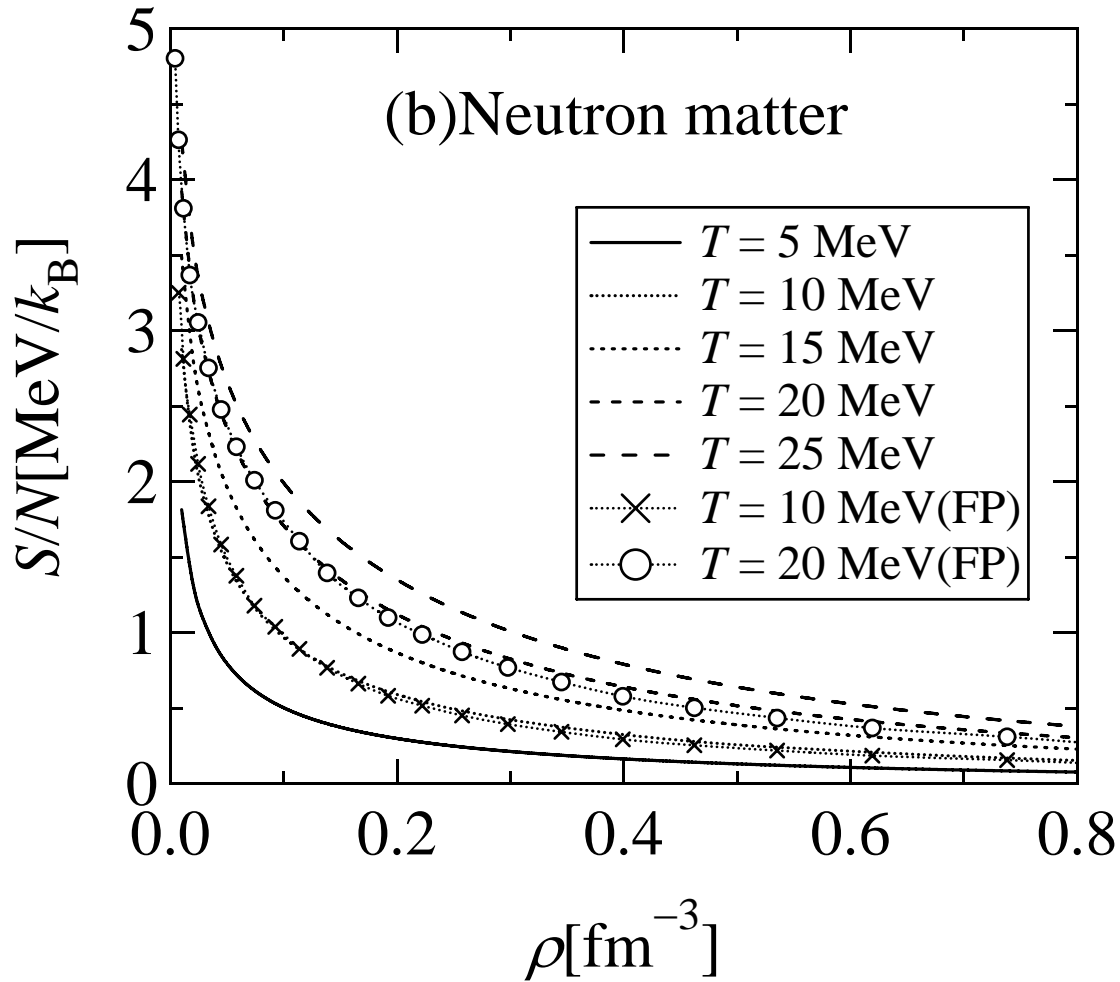 (b)Neutron matter
T = 5 MeV
T = 10 MeV
T = 15 MeV
T = 20 MeV
T = 25 MeV
T = 10 MeV(FP)
T = 20 MeV(FP)
S/N[MeV/k_B]
5
4
3
2
1
0
0.0 0.2 0.4 0.6 0.8
ρ[fm⁻³]